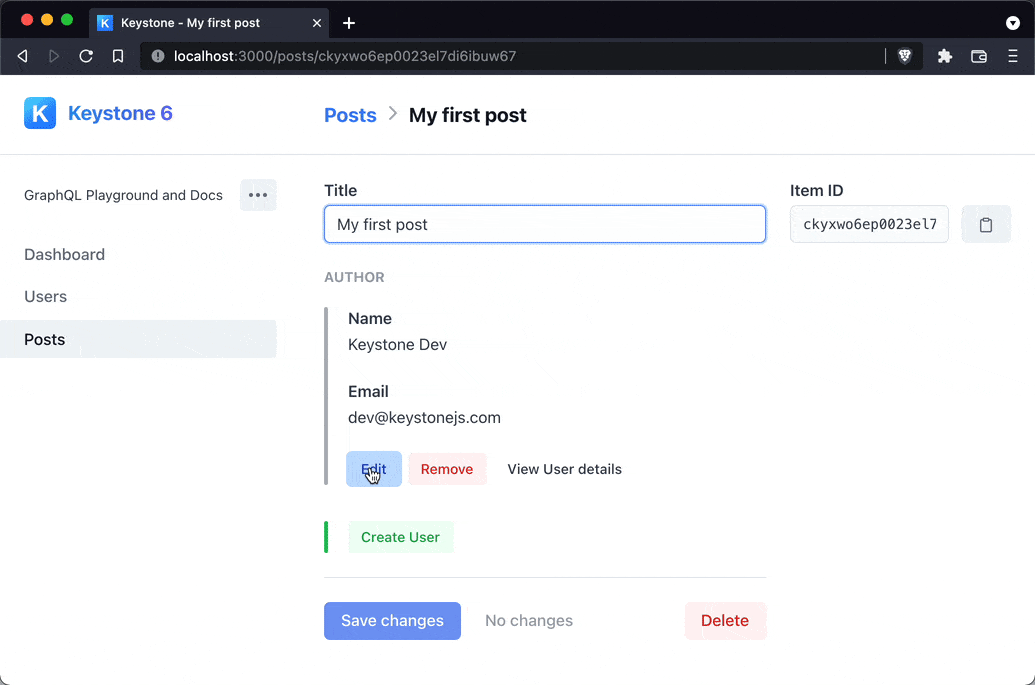 K Keystone - My first post
localhost:3000/posts/ckyxwo6ep0023el7di6ibuw67
K Keystone 6
Posts > My first post
GraphQL Playground and Docs
Dashboard
Users
Posts
Title
My first post
Item ID
ckyxwo6ep0023el7
AUTHOR
Name
Keystone Dev
Email
dev@keystonejs.com
Edit Remove View User details
Create User
Save changes No changes Delete